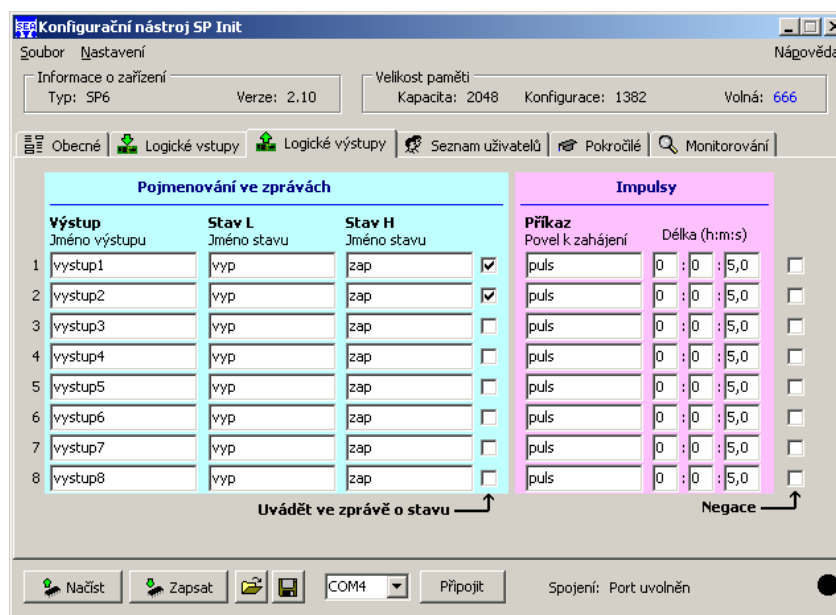 SEA Konfigurační nástroj SP Init
Soubor Nastavení Nápověda
Informace o zařízení Velikost paměti
Typ: SP6 Verze: 2.10 Kapacita: 2048 Konfigurace: 1382 Volná: 666
Obecné Logické vstupy Logické výstupy Seznam uživatelů Pokročilé Monitorování
Pojmenování ve zprávách Impulsy
Výstup Stav L Stav H Příkaz
Jméno výstupu Jméno stavu Jméno stavu Povel k zahájení Délka (h:m:s)
1 vystup1 vyp zap puls 0 : 0 : 5,0
2 vystup2 vyp zap puls 0 : 0 : 5,0
3 vystup3 vyp zap puls 0 : 0 : 5,0
4 vystup4 vyp zap puls 0 : 0 : 5,0
5 vystup5 vyp zap puls 0 : 0 : 5,0
6 vystup6 vyp zap puls 0 : 0 : 5,0
7 vystup7 vyp zap puls 0 : 0 : 5,0
8 vystup8 vyp zap puls 0 : 0 : 5,0
Uvádět ve zprávě o stavu Negace
Načíst Zapsat COM4 Připojit Spojení: Port uvolněn